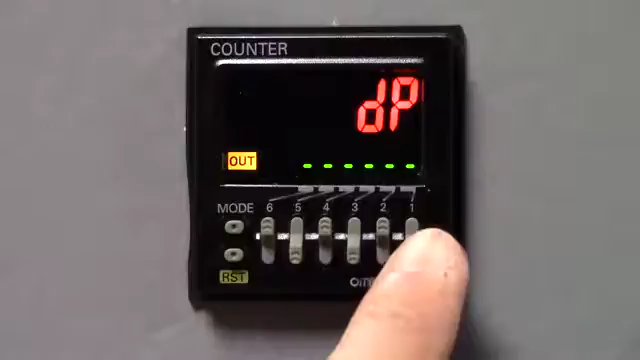 COUNTER
dP
OUT
------
MODE 6 5 4 3 2 1
RST